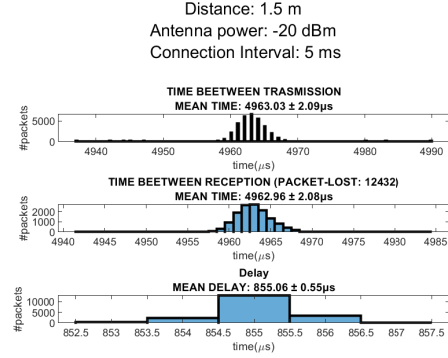 Distance: 1.5 m
Antenna power: -20 dBm
Connection Interval: 5 ms
TIME BEETWEEN TRASMISSION
MEAN TIME: 4963.03 ± 2.09μs
#packets
5000
0
4940 4950 4960 4970 4980 4990
time(μs)
TIME BEETWEEN RECEPTION (PACKET-LOST: 12432)
MEAN TIME: 4962.96 ± 2.08μs
#packets
2000
1000
0
4940 4945 4950 4955 4960 4965 4970 4975 4980 4985
time(μs)
Delay
MEAN DELAY: 855.06 ± 0.55μs
#packets
10000
5000
0
852.5 853 853.5 854 854.5 855 855.5 856 856.5 857 857.5
time(μs)